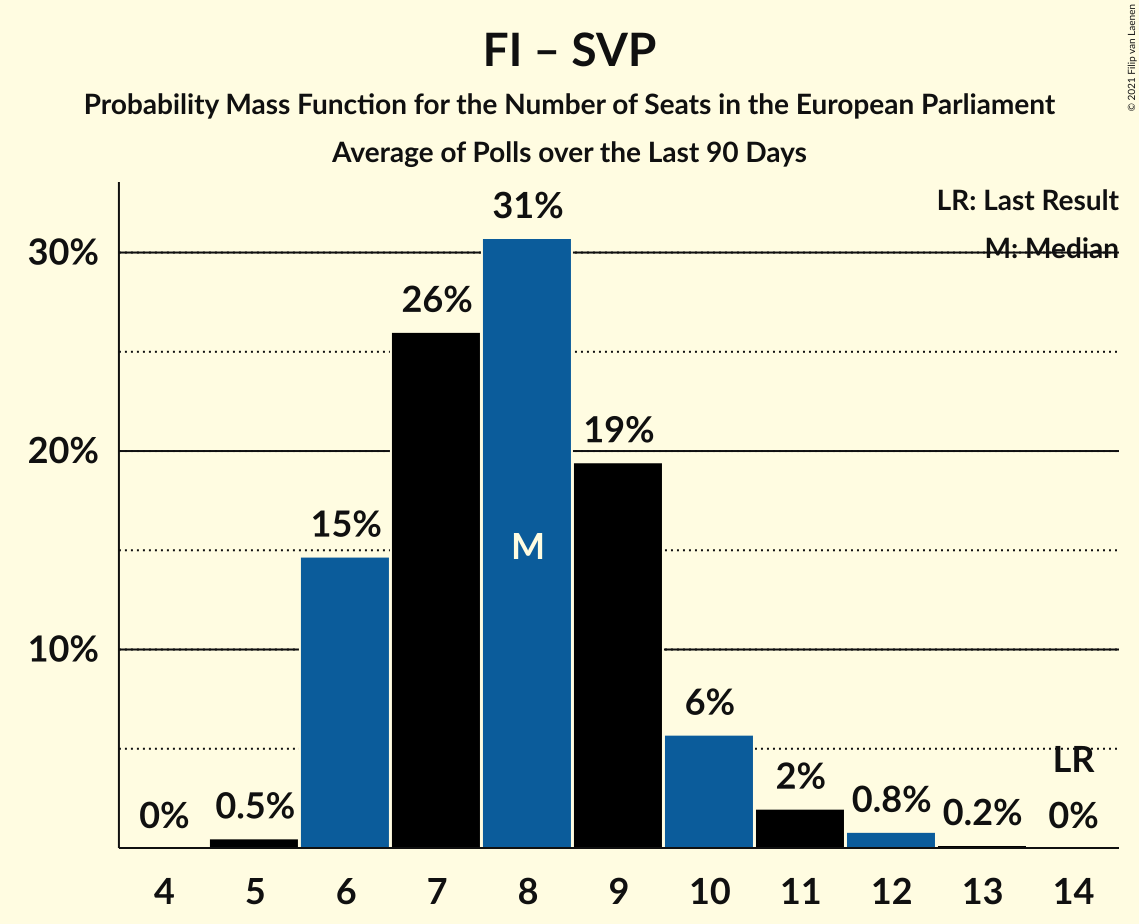 FI – SVP
Probability Mass Function for the Number of Seats in the European Parliament
Average of Polls over the Last 90 Days
© 2021 Filip van Laenen
LR: Last Result
M: Median
30%
20%
10%
0%
0.5%
15%
26%
31%
19%
6%
2%
0.8%
0.2%
0%
LR
M
4 5 6 7 8 9 10 11 12 13 14